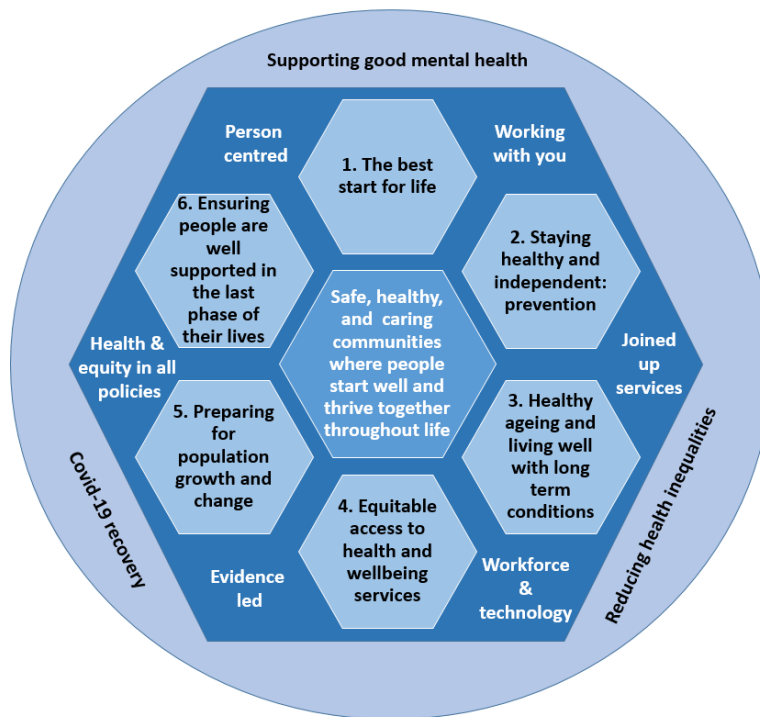 Supporting good mental health
Person
centred
Working
with you
1. The best
start for life
6. Ensuring
people are
well
supported in
the last
phase of
their lives
2. Staying
healthy and
independent:
prevention
Safe, healthy,
and caring
communities
where people
start well and
thrive together
throughout life
Health &
equity in all
policies
Joined
up
services
5. Preparing
for
population
growth and
change
3. Healthy
ageing and
living well
with long
term
conditions
4. Equitable
access to
health and
wellbeing
services
Covid-19 recovery
Reducing health inequalities
Evidence
led
Workforce
&
technology